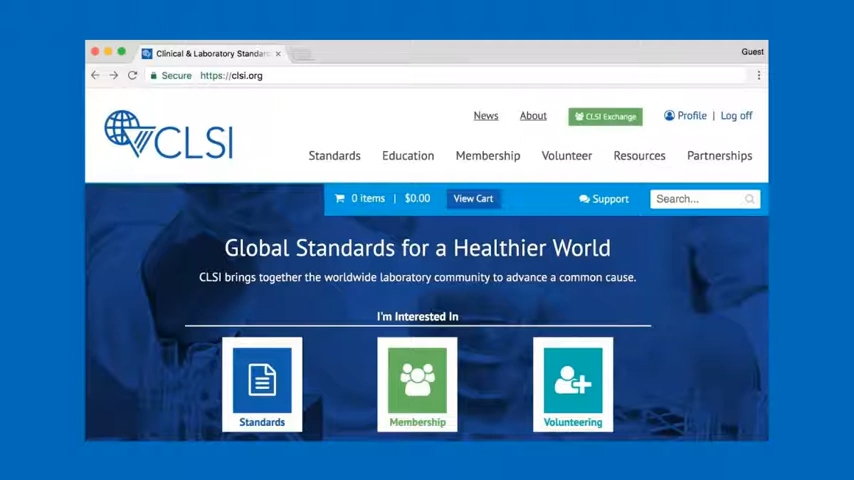 Clinical & Laboratory Standar
Guest
Secure https://clsi.org
News About CLSI Exchange Profile | Log off
CLSI
Standards Education Membership Volunteer Resources Partnerships
0 items | $0.00 View Cart Support Search...
Global Standards for a Healthier World
CLSI brings together the worldwide laboratory community to advance a common cause.
I'm Interested In
Standards Membership Volunteering